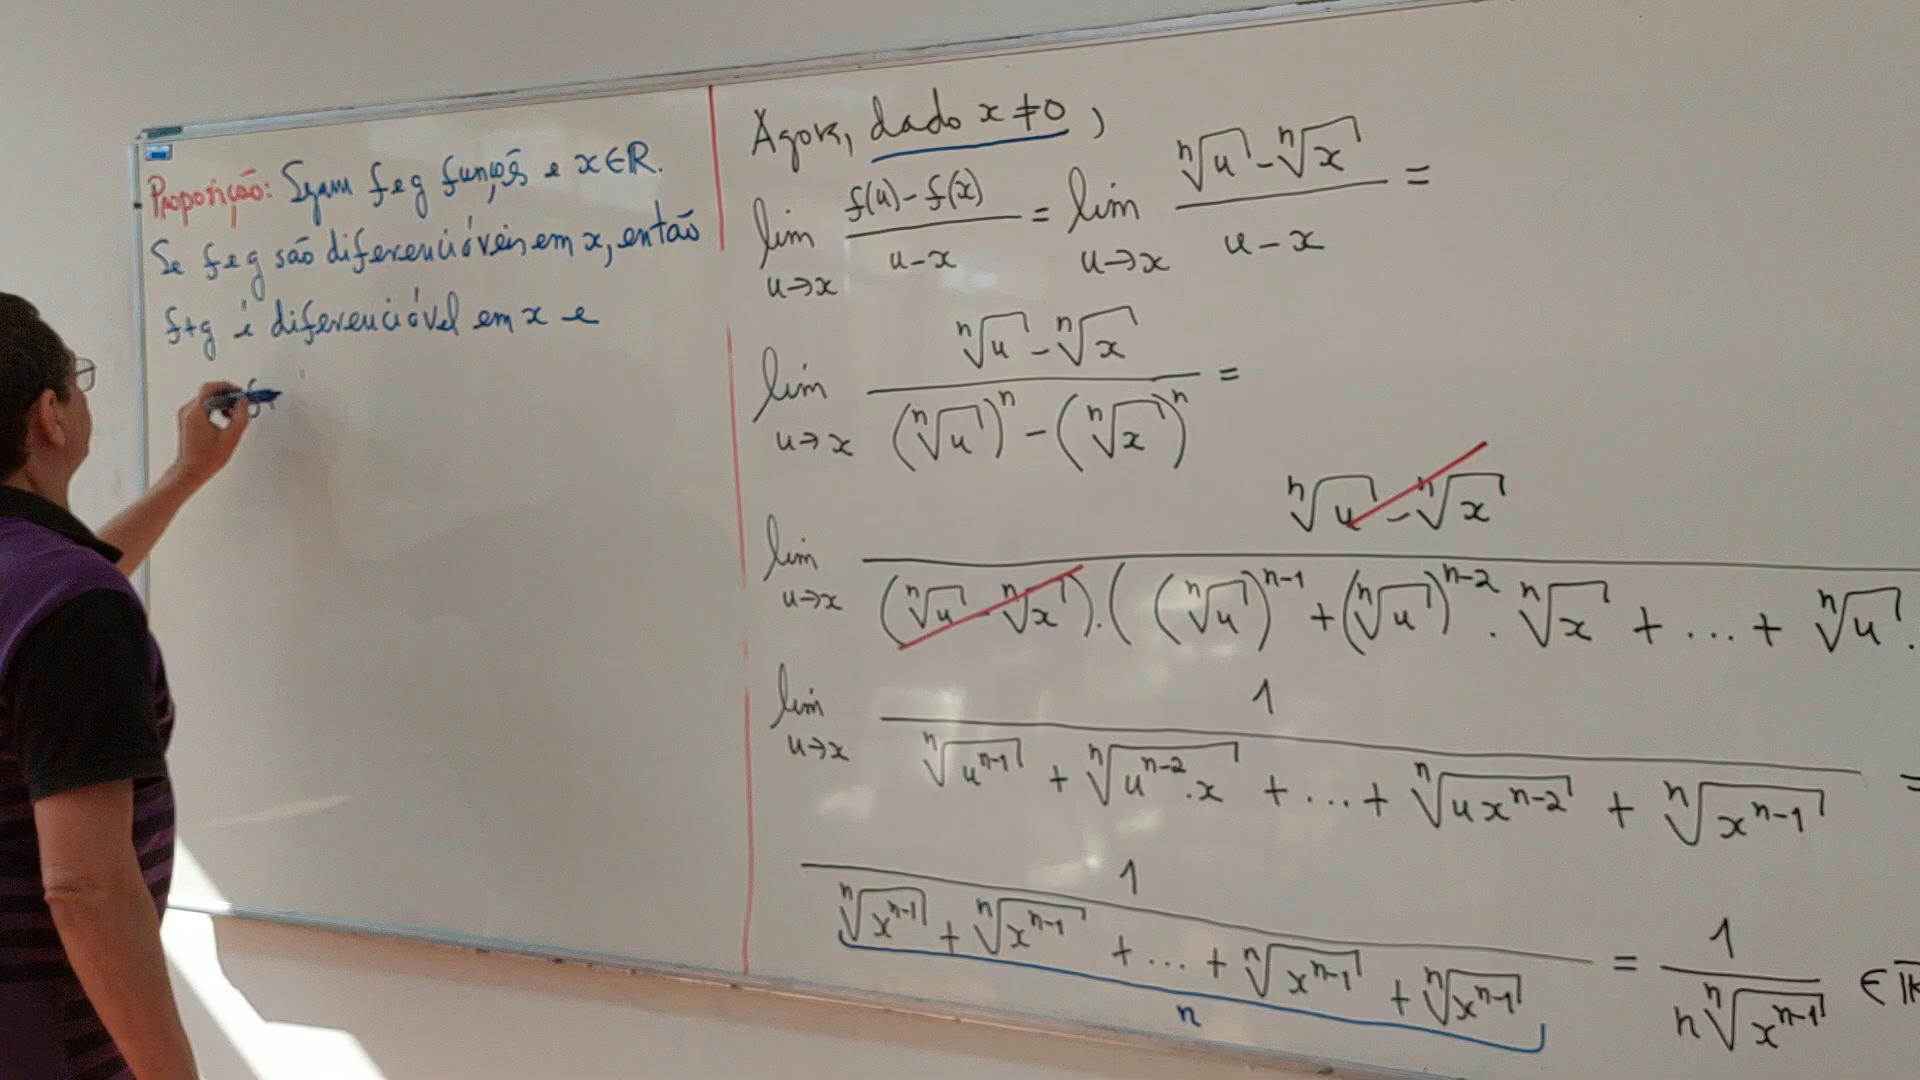 Proposição: Sejam f e g funções e x∈R.
Se f e g são diferenciáveis em x, então
f+g é diferenciável em x e
Agora, dado x ≠ 0,
lim u→x (f(u) - f(x)) / (u - x) = lim u→x (ⁿ√u - ⁿ√x) / (u - x) =
lim u→x (ⁿ√u - ⁿ√x) / ((ⁿ√u)ⁿ - (ⁿ√x)ⁿ) =
lim u→x (ⁿ√u - ⁿ√x) / ((ⁿ√u - ⁿ√x).((ⁿ√u)ⁿ⁻¹ + (ⁿ√u)ⁿ⁻² . ⁿ√x + ... + ⁿ√u .
lim u→x 1 / (ⁿ√(uⁿ⁻¹) + ⁿ√(uⁿ⁻².x) + ... + ⁿ√(uxⁿ⁻²) + ⁿ√(xⁿ⁻¹)) =
1 / (ⁿ√(xⁿ⁻¹) + ⁿ√(xⁿ⁻¹) + ... + ⁿ√(xⁿ⁻¹) + ⁿ√(xⁿ⁻¹)) = 1 / (n ⁿ√(xⁿ⁻¹)) ∈ R
n